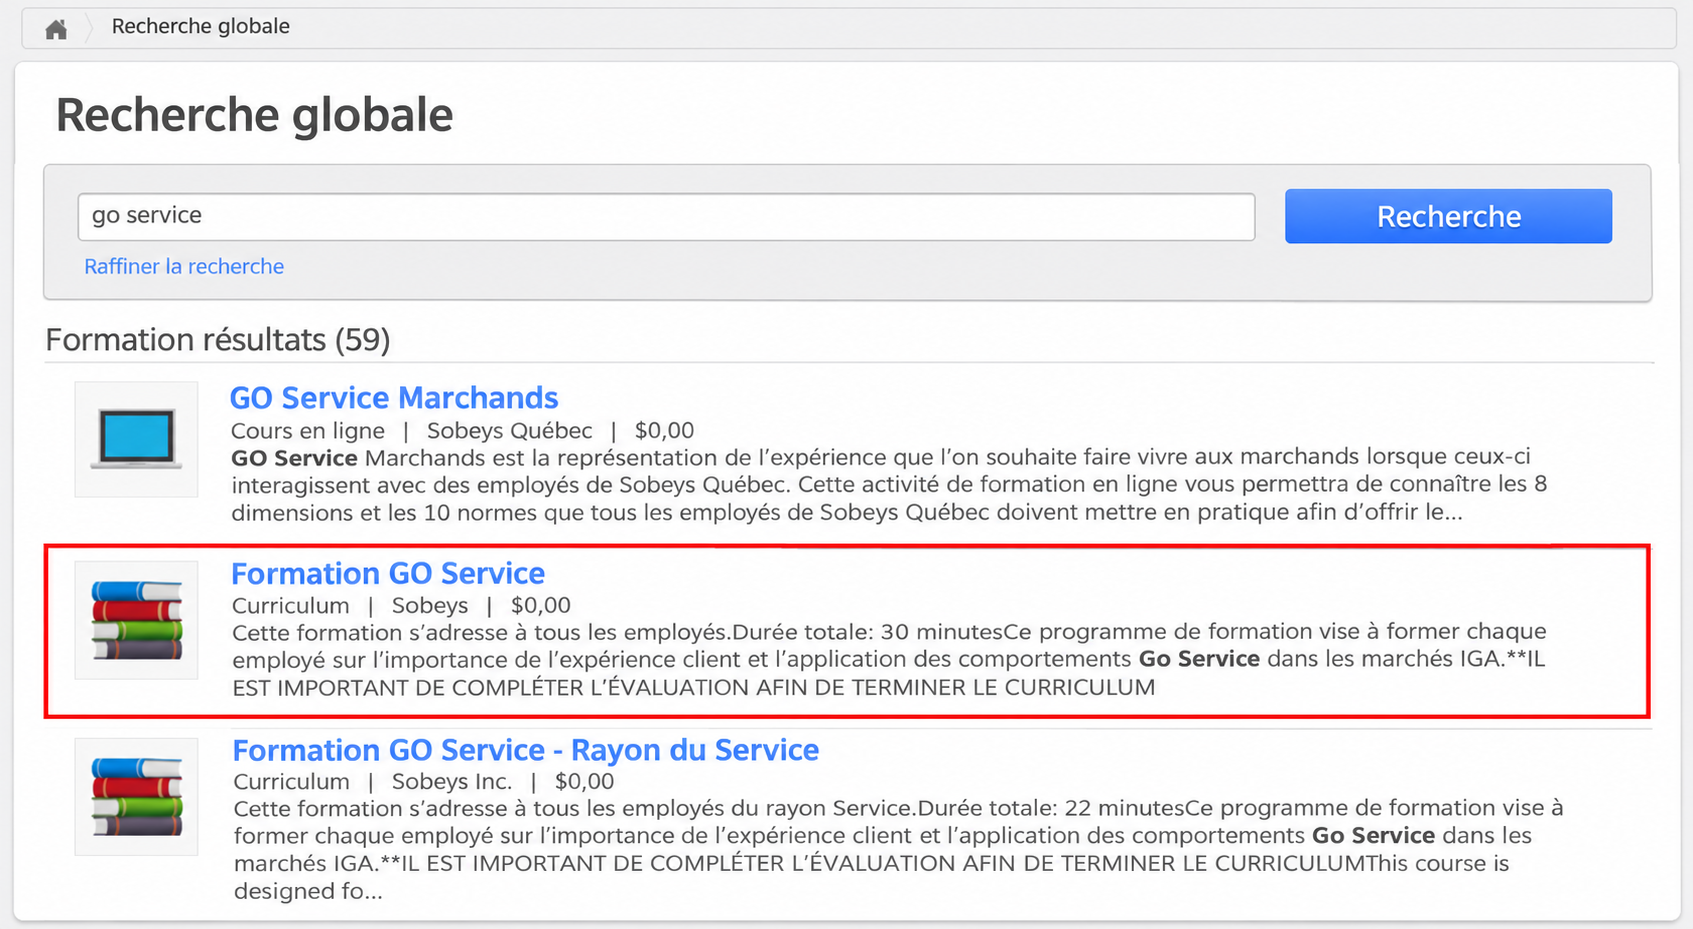 Recherche globale
Recherche globale
go service
Recherche
Raffiner la recherche
Formation résultats (59)
GO Service Marchands
Cours en ligne | Sobeys Québec | $0,00
GO Service Marchands est la représentation de l'expérience que l'on souhaite faire vivre aux marchands lorsque ceux-ci
interagissent avec des employés de Sobeys Québec. Cette activité de formation en ligne vous permettra de connaître les 8
dimensions et les 10 normes que tous les employés de Sobeys Québec doivent mettre en pratique afin d'offrir le...
Formation GO Service
Curriculum | Sobeys | $0,00
Cette formation s'adresse à tous les employés.Durée totale: 30 minutesCe programme de formation vise à former chaque
employé sur l'importance de l'expérience client et l'application des comportements Go Service dans les marchés IGA.**IL
EST IMPORTANT DE COMPLÉTER L'ÉVALUATION AFIN DE TERMINER LE CURRICULUM
Formation GO Service - Rayon du Service
Curriculum | Sobeys Inc. | $0,00
Cette formation s'adresse à tous les employés du rayon Service.Durée totale: 22 minutesCe programme de formation vise à
former chaque employé sur l'importance de l'expérience client et l'application des comportements Go Service dans les
marchés IGA.**IL EST IMPORTANT DE COMPLÉTER L'ÉVALUATION AFIN DE TERMINER LE CURRICULUMThis course is
designed fo...